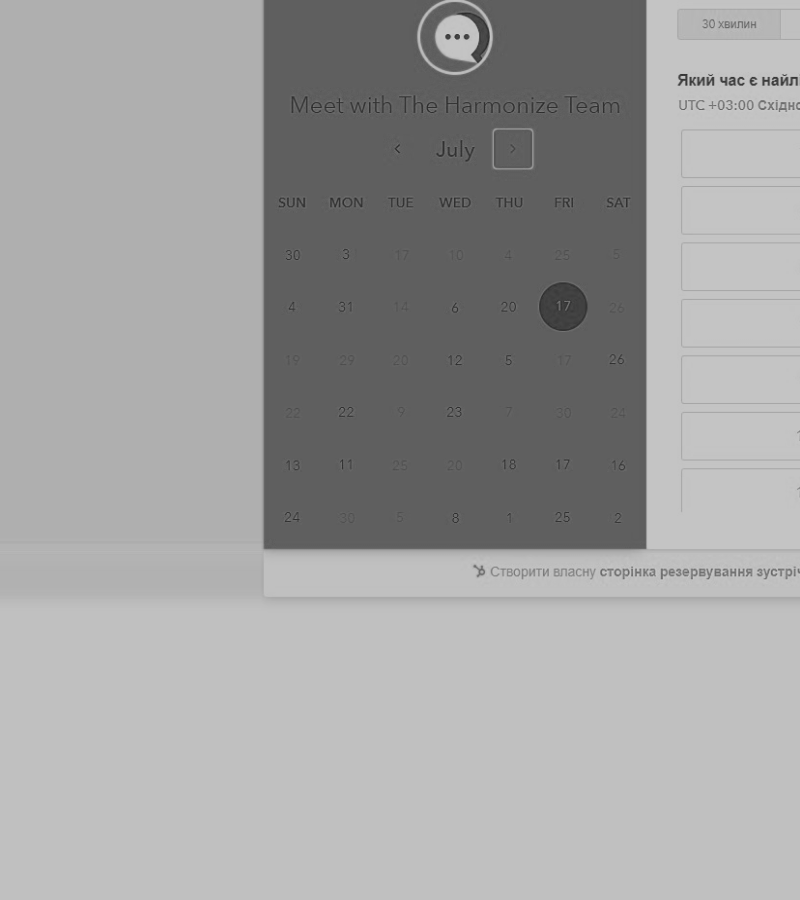 30 хвилин
Meet with The Harmonize Team
July
SUN MON TUE WED THU FRI SAT
30 3 17 10 4 25 5
4 31 14 6 20 17 26
19 29 20 12 5 17 26
22 22 9 23 7 30 24
13 11 25 20 18 17 16
24 30 5 8 1 25 2
Який час є
UTC +03:00
Створити власну сторінка резервування